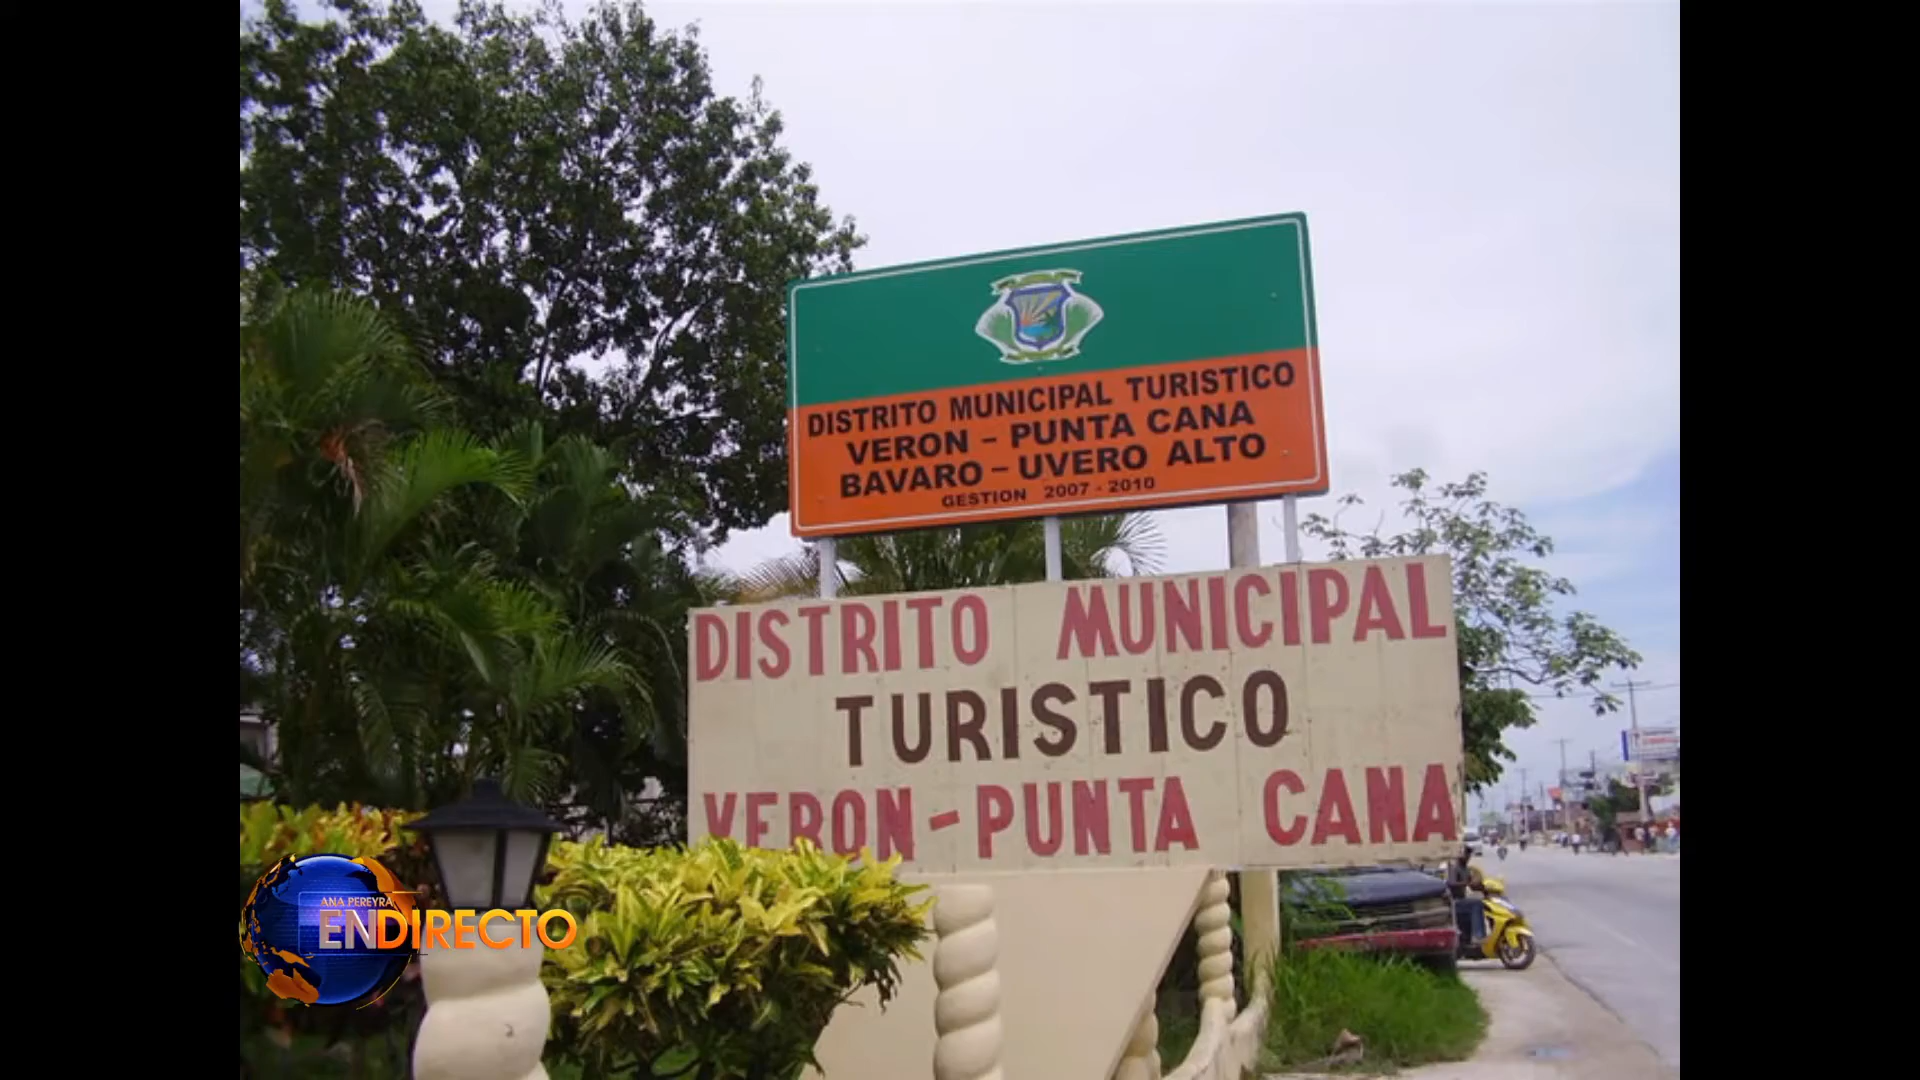 DISTRITO MUNICIPAL TURISTICO
VERON - PUNTA CANA
BAVARO - UVERO ALTO
GESTION 2007 - 2010
DISTRITO MUNICIPAL
TURISTICO
VERON-PUNTA CANA
ANA PEREYRA
ENDIRECTO